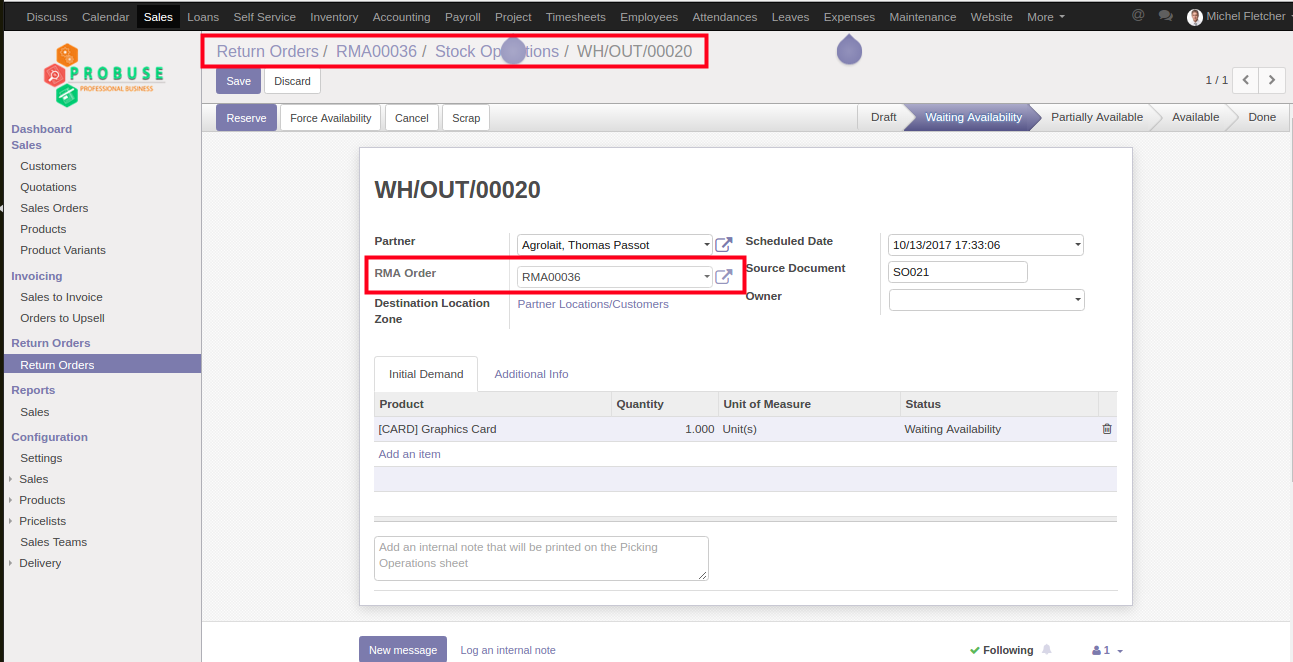 Discuss Calendar Sales Loans Self Service Inventory Accounting Payroll Project Timesheets Employees Attendances Leaves Expenses Maintenance Website More @ Michel Fletcher
PROBUSE
PROFESSIONAL BUSINESS
Return Orders / RMA00036 / Stock Op tions / WH/OUT/00020
Save Discard
1 / 1
Reserve Force Availability Cancel Scrap
Draft Waiting Availability Partially Available Available Done
Dashboard
Sales
Customers
Quotations
Sales Orders
Products
Product Variants
Invoicing
Sales to Invoice
Orders to Upsell
Return Orders
Return Orders
Reports
Sales
Configuration
Settings
Sales
Products
Pricelists
Sales Teams
Delivery
WH/OUT/00020
Partner Agrolait, Thomas Passot
RMA Order RMA00036
Destination Location Zone Partner Locations/Customers
Scheduled Date 10/13/2017 17:33:06
Source Document SO021
Owner
Initial Demand Additional Info
Product Quantity Unit of Measure Status
[CARD] Graphics Card 1.000 Unit(s) Waiting Availability
Add an item
Add an internal note that will be printed on the Picking
Operations sheet
New message Log an internal note
Following 1